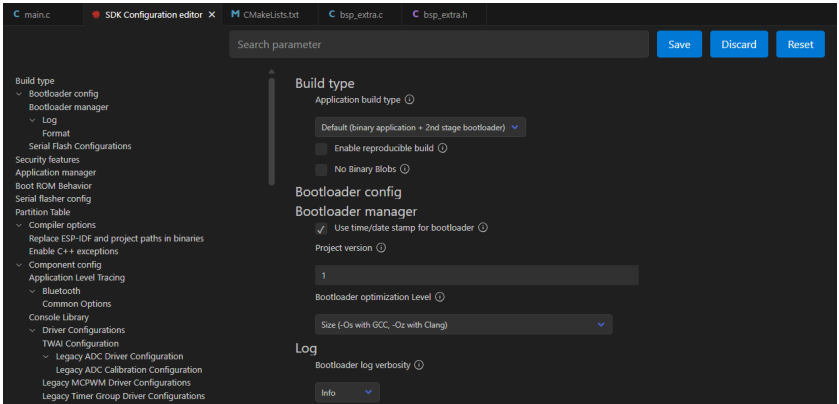 main.c
SDK Configuration editor
CMakeLists.txt
bsp_extra.c
bsp_extra.h
Search parameter
Save
Discard
Reset
Build type
Bootloader config
Bootloader manager
Log
Format
Serial Flash Configurations
Security features
Application manager
Boot ROM Behavior
Serial flasher config
Partition Table
Compiler options
Replace ESP-IDF and project paths in binaries
Enable C++ exceptions
Component config
Application Level Tracing
Bluetooth
Common Options
Console Library
Driver Configurations
TWAI Configuration
Legacy ADC Driver Configuration
Legacy ADC Calibration Configuration
Legacy MCPWM Driver Configurations
Legacy Timer Group Driver Configurations
Build type
Application build type
Default (binary application + 2nd stage bootloader)
Enable reproducible build
No Binary Blobs
Bootloader config
Bootloader manager
Use time/date stamp for bootloader
Project version
1
Bootloader optimization Level
Size (-Os with GCC, -Oz with Clang)
Log
Bootloader log verbosity
Info